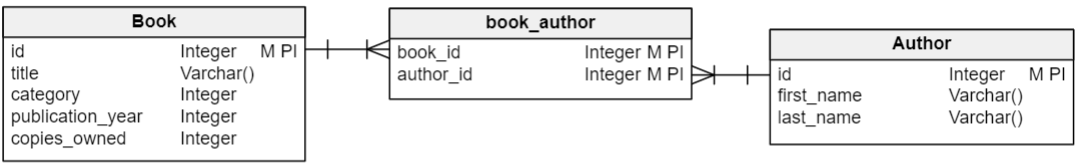 Book
id Integer M PI
title Varchar()
category Integer
publication_year Integer
copies_owned Integer
book_author
book_id Integer M PI
author_id Integer M PI
Author
id Integer M PI
first_name Varchar()
last_name Varchar()